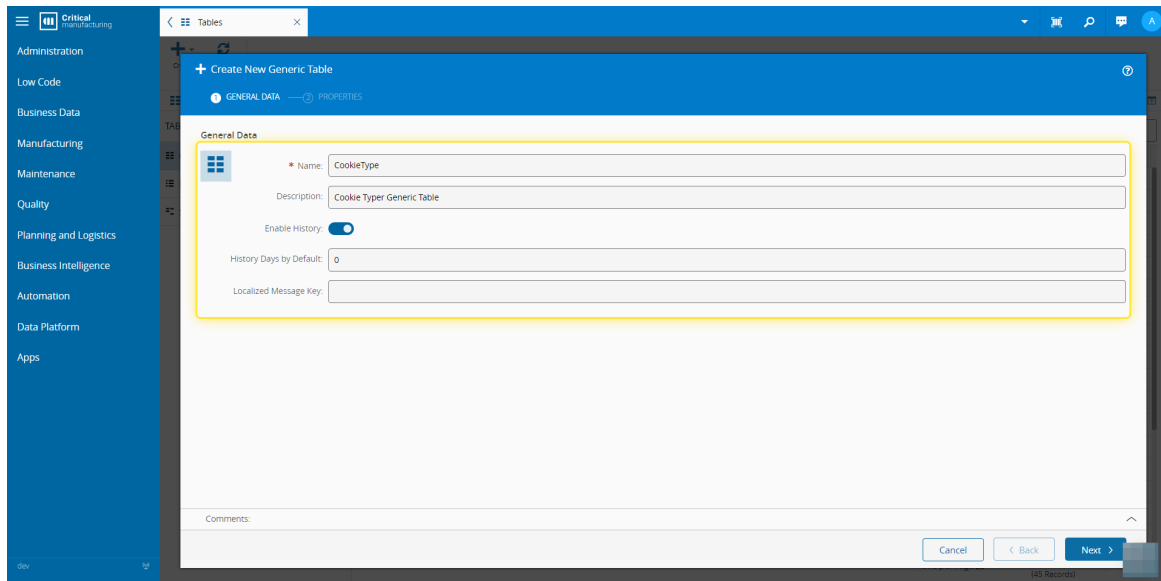 Critical
manufacturing
Tables
A
Administration
Low Code
Business Data
Manufacturing
Maintenance
Quality
Planning and Logistics
Business Intelligence
Automation
Data Platform
Apps
dev
TAB
Create New Generic Table
1 GENERAL DATA 2 PROPERTIES
General Data
* Name: CookieType
Description: Cookie Typer Generic Table
Enable History:
History Days by Default: 0
Localized Message Key:
Comments:
Cancel
Back
Next
(45 Records)